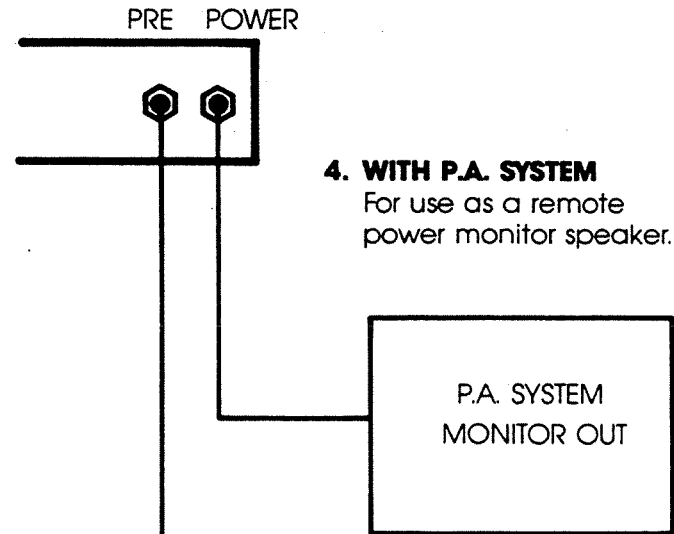 PRE POWER
4. WITH P.A. SYSTEM
For use as a remote
power monitor speaker.
P.A. SYSTEM
MONITOR OUT